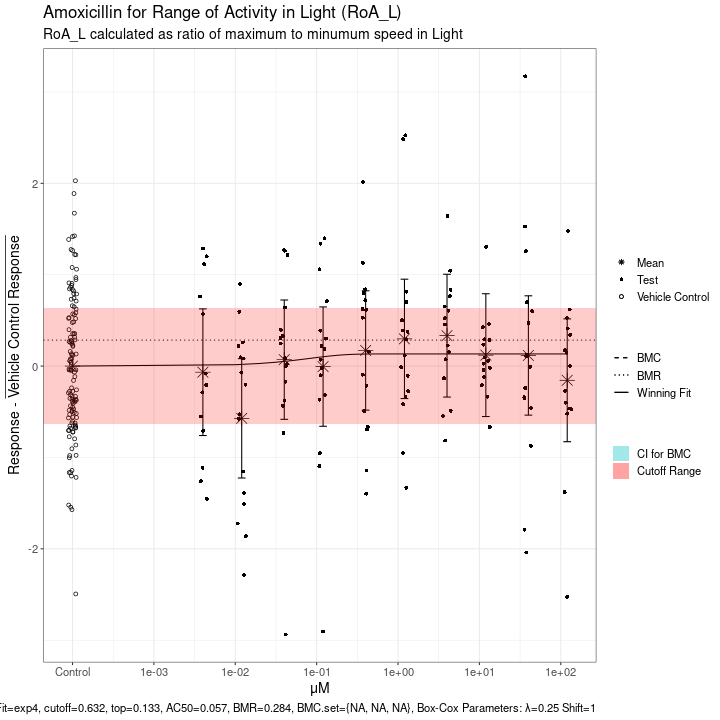 Amoxicillin for Range of Activity in Light (RoA_L)
RoA_L calculated as ratio of maximum to minumum speed in Light
Response - Vehicle Control Response
2
0
-2
Control
1e-03
1e-02
1e-01
1e+00
1e+01
1e+02
µM
Mean
Test
Vehicle Control
BMC
BMR
Winning Fit
CI for BMC
Cutoff Range
Fit=exp4, cutoff=0.632, top=0.133, AC50=0.057, BMR=0.284, BMC.set={NA, NA, NA}, Box-Cox Parameters: λ=0.25 Shift=1